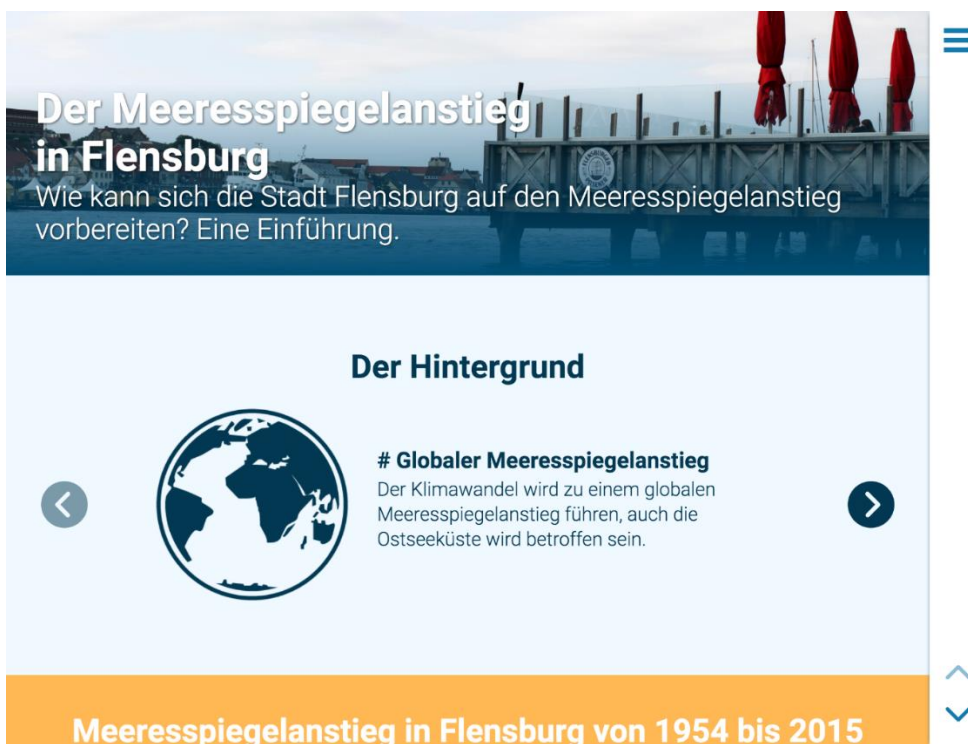 Der Meeresspiegelanstieg
in Flensburg
Wie kann sich die Stadt Flensburg auf den Meeresspiegelanstieg
vorbereiten? Eine Einführung.
Der Hintergrund
# Globaler Meeresspiegelanstieg
Der Klimawandel wird zu einem globalen
Meeresspiegelanstieg führen, auch die
Ostseeküste wird betroffen sein.
Meeresspiegelanstieg in Flensburg von 1954 bis 2015